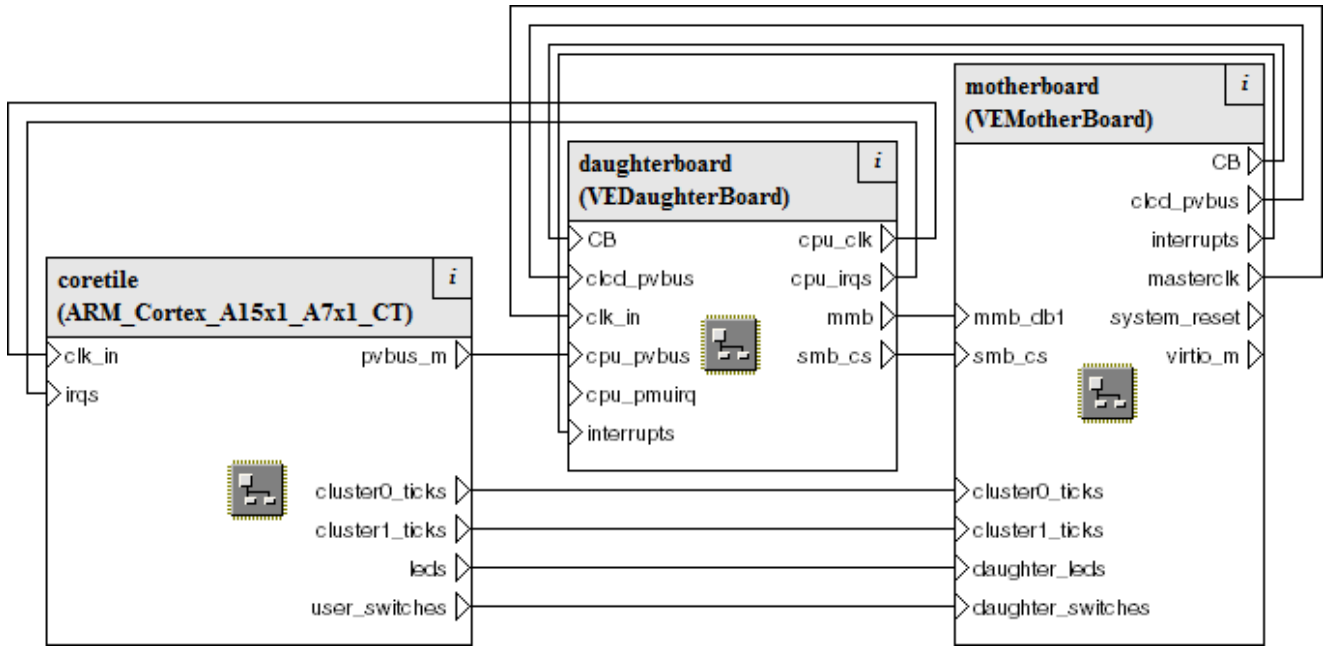 motherboard
i
(VEMotherBoard)
CB
clcd_pvbus
interrupts
masterclk
mmb_db1
system_reset
smb_cs
virtio_m
cluster0_ticks
cluster1_ticks
daughter_leds
daughter_switches
daughterboard
i
(VEDaughterBoard)
CB
cpu_clk
clcd_pvbus
cpu_irqs
clk_in
mmb
cpu_pvbus
smb_cs
cpu_pmuirq
interrupts
coretile
i
(ARM_Cortex_A15x1_A7x1_CT)
clk_in
pvbus_m
irqs
cluster0_ticks
cluster1_ticks
leds
user_switches